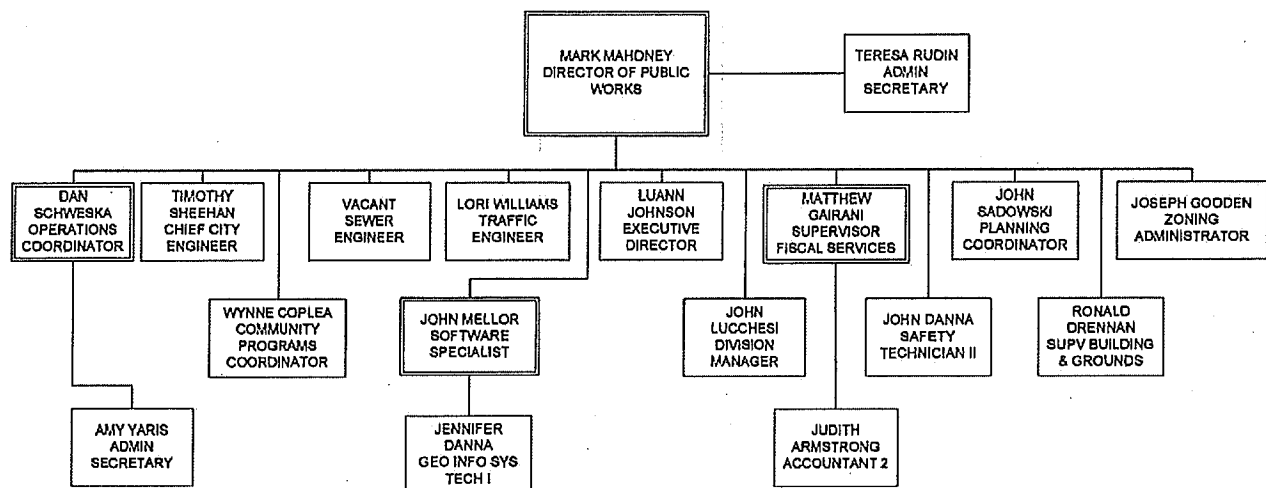 MARK MAHONEY
DIRECTOR OF PUBLIC
WORKS
TERESA RUDIN
ADMIN
SECRETARY
DAN
SCHWESKA
OPERATIONS
COORDINATOR
TIMOTHY
SHEEHAN
CHIEF CITY
ENGINEER
VACANT
SEWER
ENGINEER
LORI WILLIAMS
TRAFFIC
ENGINEER
LUANN
JOHNSON
EXECUTIVE
DIRECTOR
MATTHEW
GAIRANI
SUPERVISOR
FISCAL SERVICES
JOHN
SADOWSKI
PLANNING
COORDINATOR
JOSEPH GOODEN
ZONING
ADMINISTRATOR
WYNNE COPLEA
COMMUNITY
PROGRAMS
COORDINATOR
JOHN MELLOR
SOFTWARE
SPECIALIST
JOHN
LUCCHESI
DIVISION
MANAGER
JOHN DANNA
SAFETY
TECHNICIAN II
RONALD
DRENNAN
SUPV BUILDING
& GROUNDS
AMY YARIS
ADMIN
SECRETARY
JENNIFER
DANNA
GEO INFO SYS
TECH I
JUDITH
ARMSTRONG
ACCOUNTANT 2